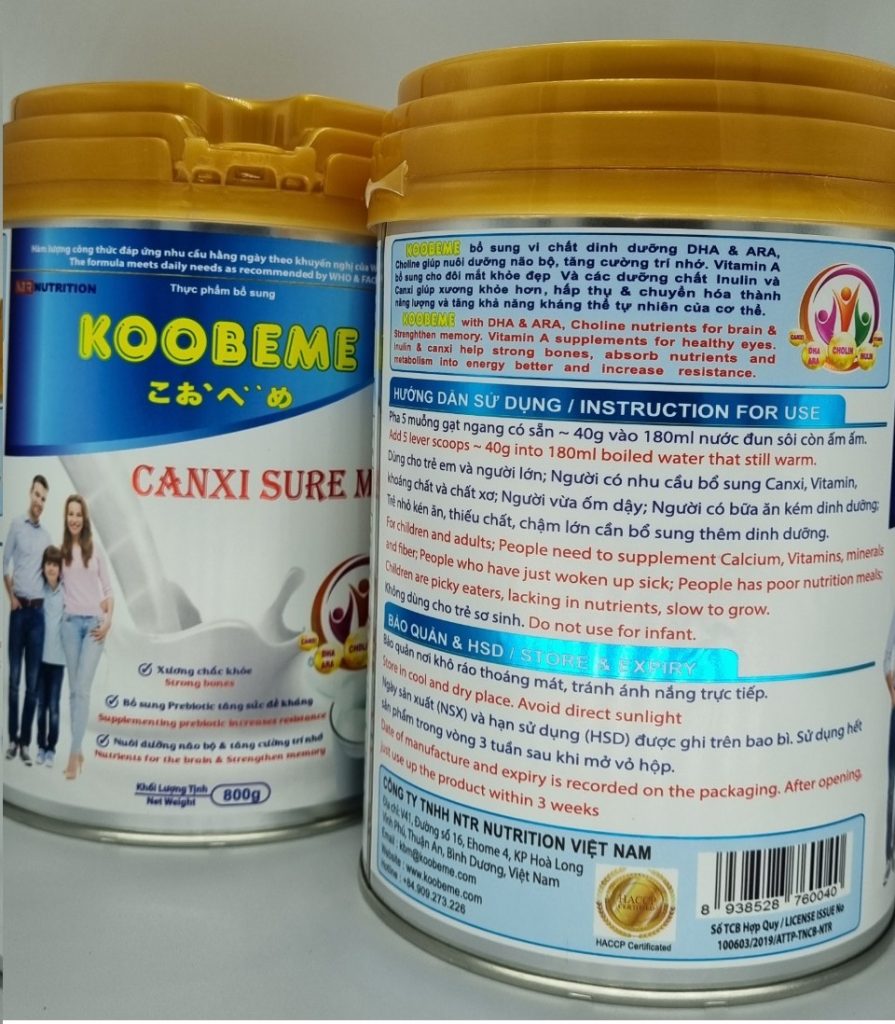 Hàm lượng công thức đáp ứng nhu cầu hằng ngày theo khuyến nghị của W
The formula meets daily needs as recommended by WHO & FAO
NUTRITION
Thực phẩm bổ sung
KOOBEME
こお`ベ¨め
CANXI SURE M
CANXI
DHA
ARA
CHOL
Xương chắc khỏe
Strong bones
Bổ sung Prebiotic tăng sức đề kháng
Supplementing prebiotic increases resistance
Nuôi dưỡng não bộ & tăng cường trí nhớ
Nutrients for the brain & Strengthen memory
Khối Lượng Tịnh
Net Weight
800g
KOOBEME bổ sung vi chất dinh dưỡng DHA & ARA,
Choline giúp nuôi dưỡng não bộ, tăng cường trí nhớ. Vitamin A
bổ sung cho đôi mắt khỏe đẹp Và các dưỡng chất Inulin và
Canxi giúp xương khỏe hơn, hấp thụ & chuyển hóa thành
năng lượng và tăng khả năng kháng thể tự nhiên của cơ thể.
KOOBEME with DHA & ARA, Choline nutrients for brain &
Strenghthen memory. Vitamin A supplements for healthy eyes.
Inulin & canxi help strong bones, absorb nutrients and
metabolism into energy better and increase resistance.
CANXI
DHA
ARA
CHOLIN
INULIN
HƯỚNG DẪN SỬ DỤNG / INSTRUCTION FOR USE
Pha 5 muỗng gạt ngang có sẵn ~ 40g vào 180ml nước đun sôi còn ấm ấm.
Add 5 lever scoops ~ 40g into 180ml boiled water that still warm.
Dùng cho trẻ em và người lớn; Người có nhu cầu bổ sung Canxi, Vitamin,
khoáng chất và chất xơ; Người vừa ốm dậy; Người có bữa ăn kém dinh dưỡng;
Trẻ nhỏ kén ăn, thiếu chất, chậm lớn cần bổ sung thêm dinh dưỡng.
For children and adults; People need to supplement Calcium, Vitamins, minerals
and fiber; People who have just woken up sick; People has poor nutrition meals;
Children are picky eaters, lacking in nutrients, slow to grow.
Không dùng cho trẻ sơ sinh. Do not use for infant.
BẢO QUẢN & HSD / STORE & EXPIRY
Bảo quản nơi khô ráo thoáng mát, tránh ánh nắng trực tiếp.
Store in cool and dry place. Avoid direct sunlight
Ngày sản xuất (NSX) và hạn sử dụng (HSD) được ghi trên bao bì. Sử dụng hết
sản phẩm trong vòng 3 tuần sau khi mở vỏ hộp.
Date of manufacture and expiry is recorded on the packaging. After opening,
just use up the product within 3 weeks
CÔNG TY TNHH NTR NUTRITION VIỆT NAM
Địa chỉ: V41, Đường số 16, Ehome 4, KP Hoà Long
Vĩnh Phú, Thuận An, Bình Dương, Việt Nam
Email : kbm@koobeme.com
Website : www.koobeme.com
Hotline : +84.909.273.226
HACCP
CERTIFIED
HACCP Certificated
8 938528 760040
Số TCB Hợp Quy / LICENSE ISSUE No
100603/2019/ATTP-TNCB-NTR